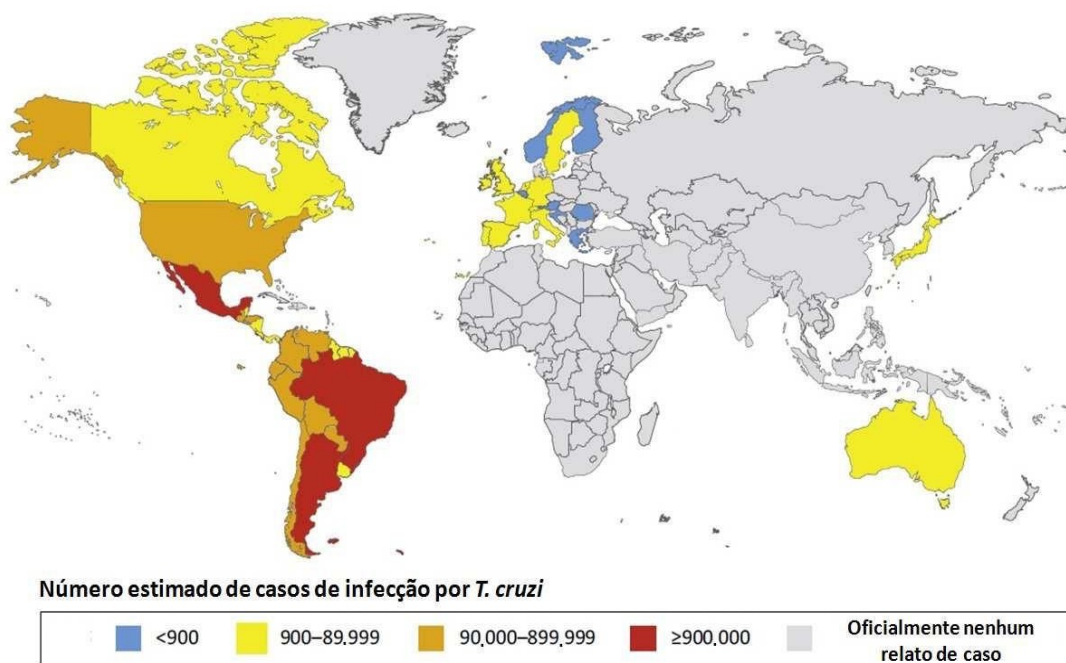 Número estimado de casos de infecção por T. cruzi
<900
900–89.999
90.000–899.999
≥900.000
Oficialmente nenhum
relato de caso